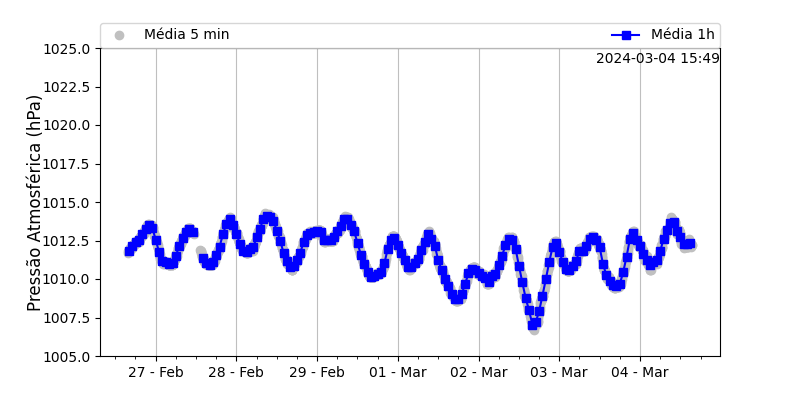 Média 5 min
Média 1h
2024-03-04 15:49
Pressão Atmosférica (hPa)
1025.0
1022.5
1020.0
1017.5
1015.0
1012.5
1010.0
1007.5
1005.0
27 - Feb
28 - Feb
29 - Feb
01 - Mar
02 - Mar
03 - Mar
04 - Mar